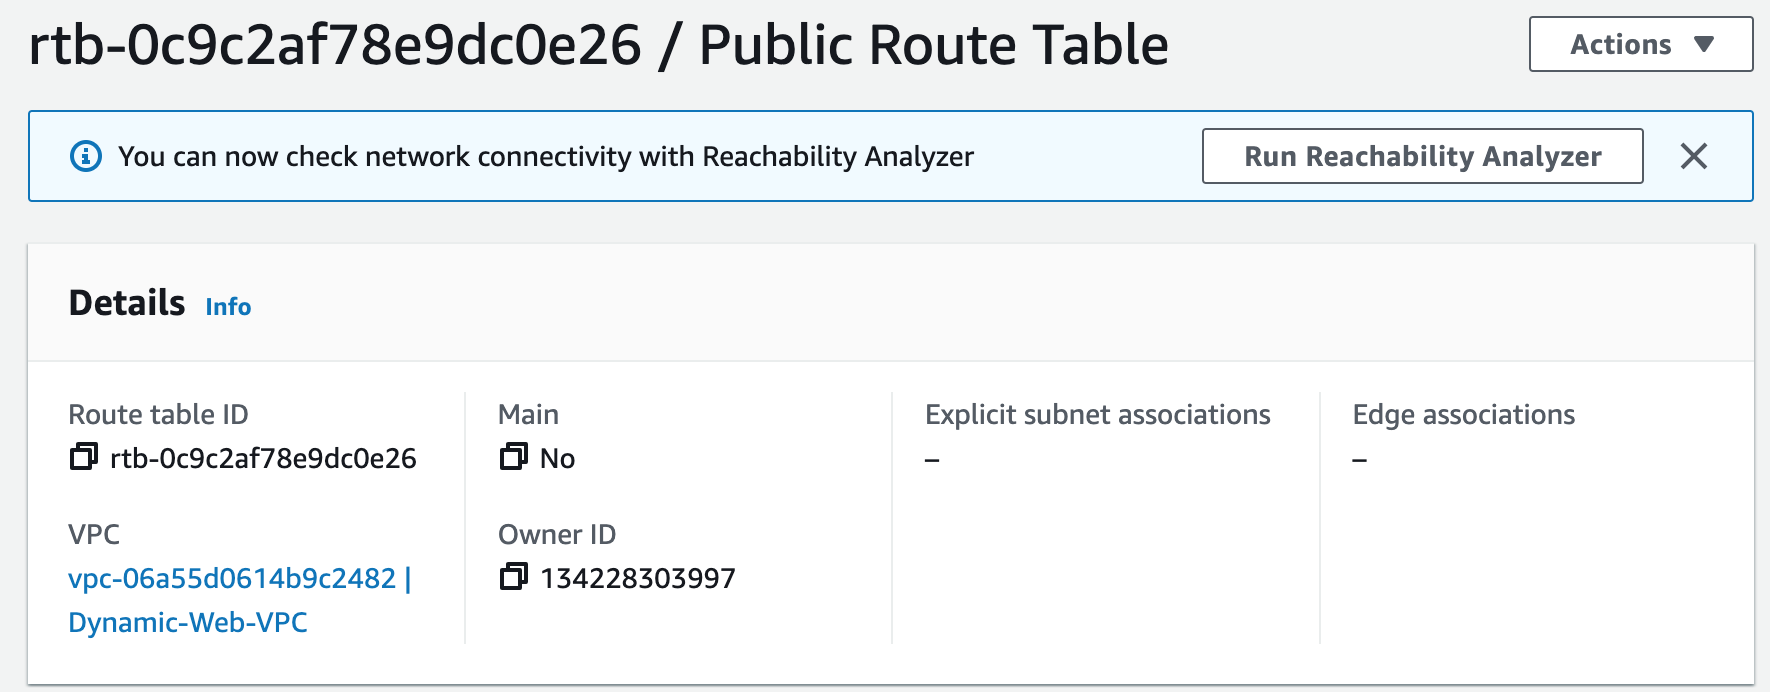 rtb-0c9c2af78e9dc0e26 / Public Route Table
Actions
You can now check network connectivity with Reachability Analyzer
Run Reachability Analyzer
Details Info
Route table ID
rtb-0c9c2af78e9dc0e26
Main
No
Explicit subnet associations
–
Edge associations
–
VPC
vpc-06a55d0614b9c2482 |
Dynamic-Web-VPC
Owner ID
134228303997